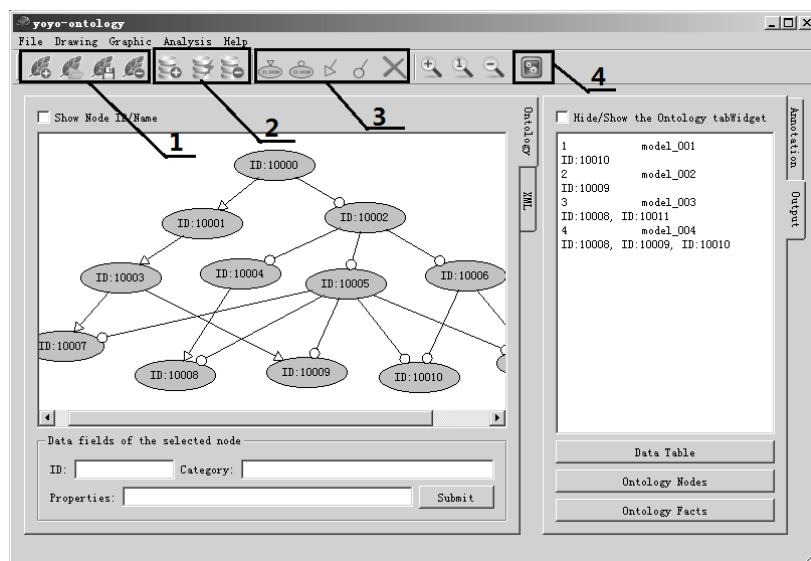 yoyo-ontology
File Drawing Graphic Analysis Help
1
2
3
4
Show Node ID/Name
ID:10000
ID:10001
ID:10002
ID:10003
ID:10004
ID:10005
ID:10006
ID:10007
ID:10008
ID:10009
ID:10010
Ontology
XML
Data fields of the selected node
ID:
Category:
Properties:
Submit
Hide/Show the Ontology tabWidget
1 model_001
ID:10010
2 model_002
ID:10009
3 model_003
ID:10008, ID:10011
4 model_004
ID:10008, ID:10009, ID:10010
Data Table
Ontology Nodes
Ontology Facts
Annotation
Output